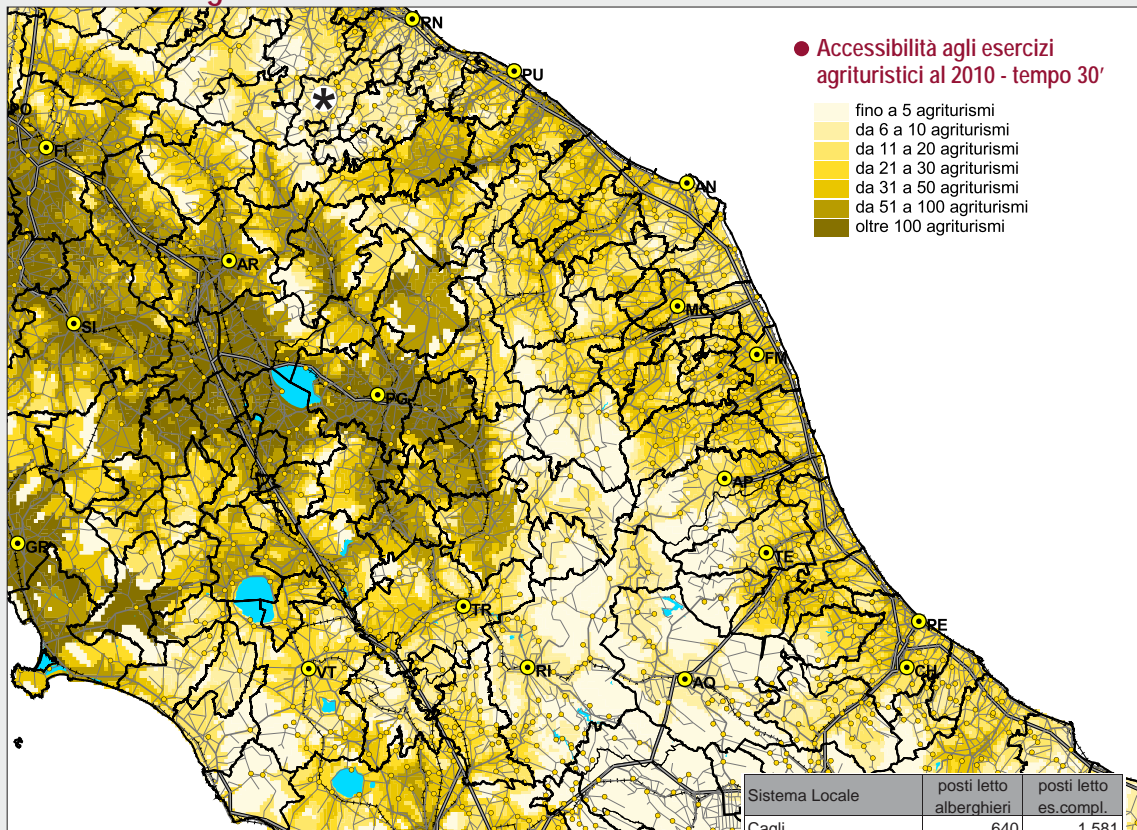 ● Accessibilità agli esercizi
agrituristici al 2010 - tempo 30'
fino a 5 agriturismi
da 6 a 10 agriturismi
da 11 a 20 agriturismi
da 21 a 30 agriturismi
da 31 a 50 agriturismi
da 51 a 100 agriturismi
oltre 100 agriturismi
RN
PU
*
PO
FI
AN
AR
MC
SI
FM
PG
AP
GR
TE
TR
PE
VT
RI
AQ
CH
Sistema Locale
posti letto alberghieri
posti letto es.compl.
Cagli 640 1.581